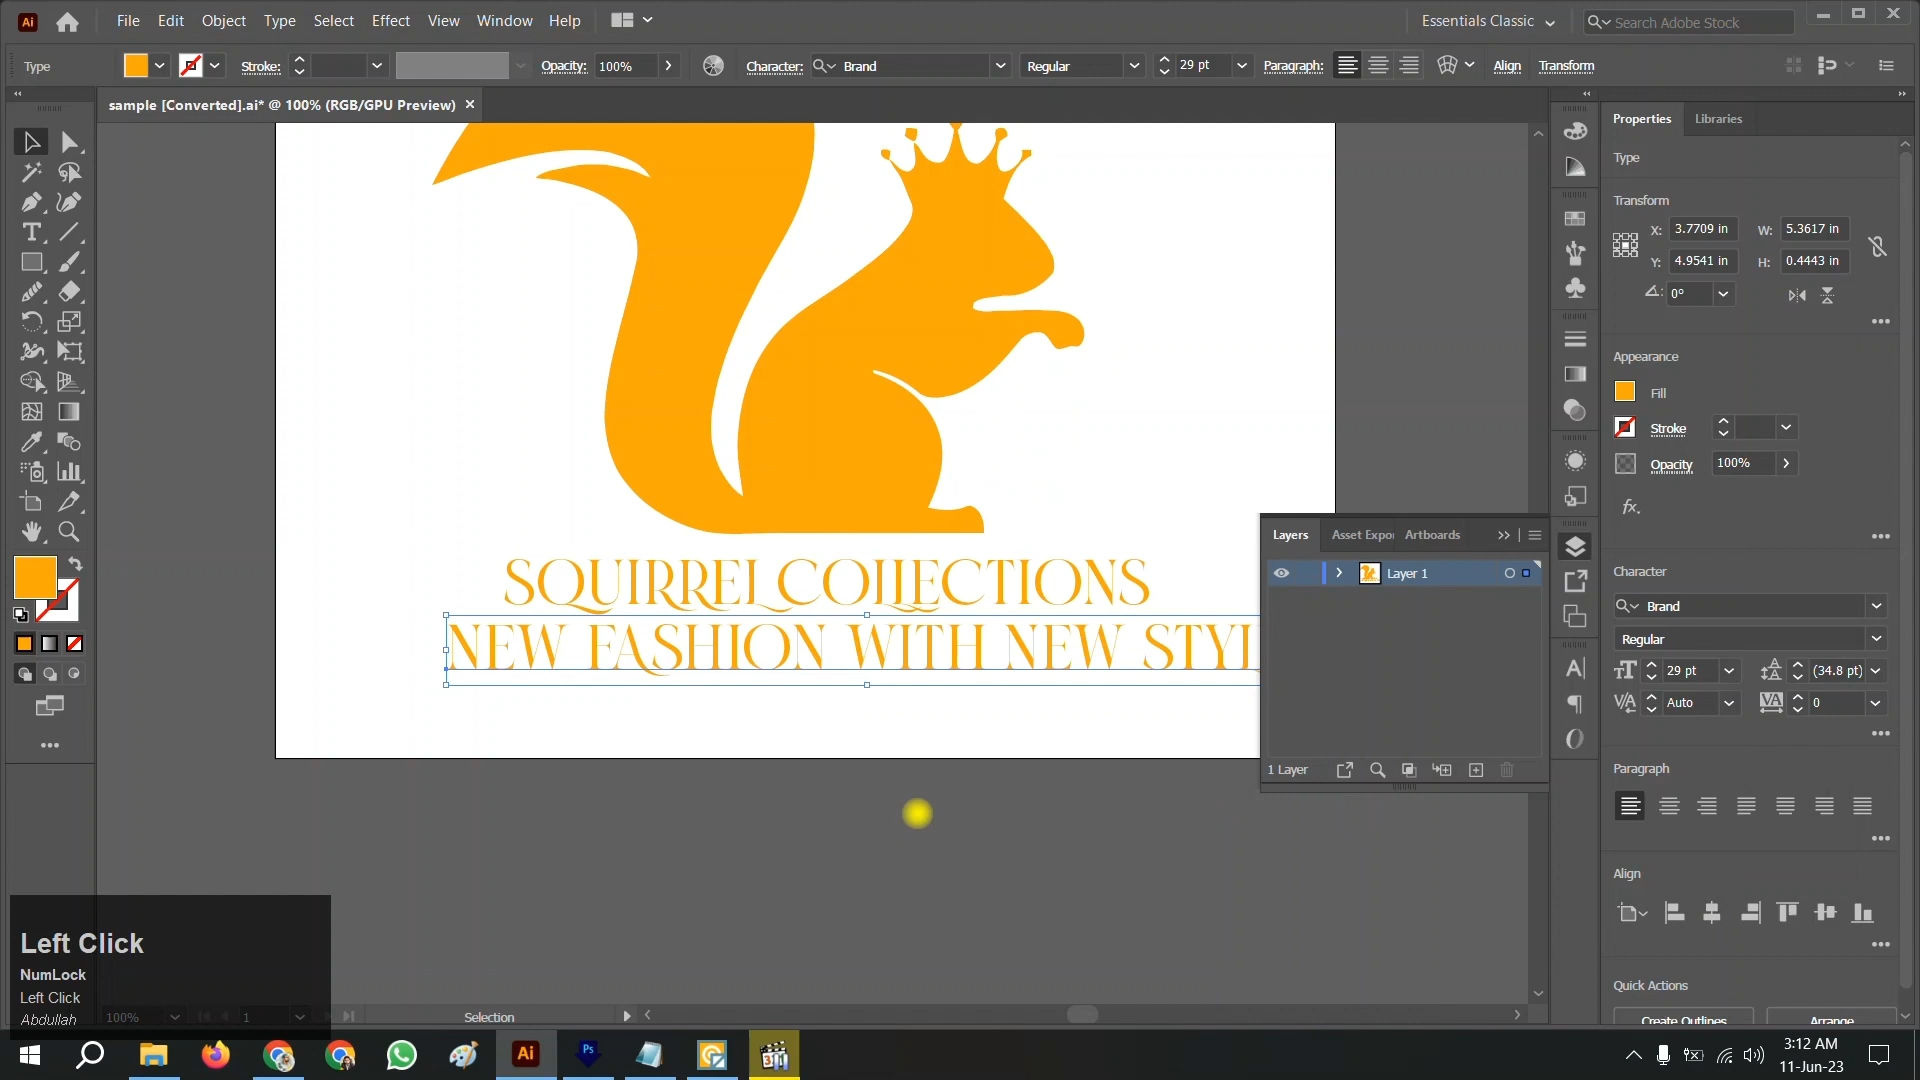 Ai File Edit Object Type Select Effect View Window Help Essentials Classic Search Adobe Stock
Type Stroke: Opacity: 100% Character: Brand Regular 29 pt Paragraph: Align Transform
sample [Converted].ai* @ 100% (RGB/GPU Preview)
Properties Libraries
Type
Transform
X: 3.7709 in W: 5.3617 in
Y: 4.9541 in H: 0.4443 in
0°
Appearance
Fill
Stroke
Opacity 100%
fx.
SQUIRREL COLLECTIONS
NEW FASHION WITH NEW STYL
Layers Asset Expo Artboards
Layer 1
1 Layer
Character
Brand
Regular
29 pt (34.8 pt)
Auto 0
Paragraph
Align
Quick Actions
Create Outlines Arrange
Left Click
NumLock
Left Click
Abdullah
100% 1 Selection
Ai Ps 3:12 AM
11-Jun-23